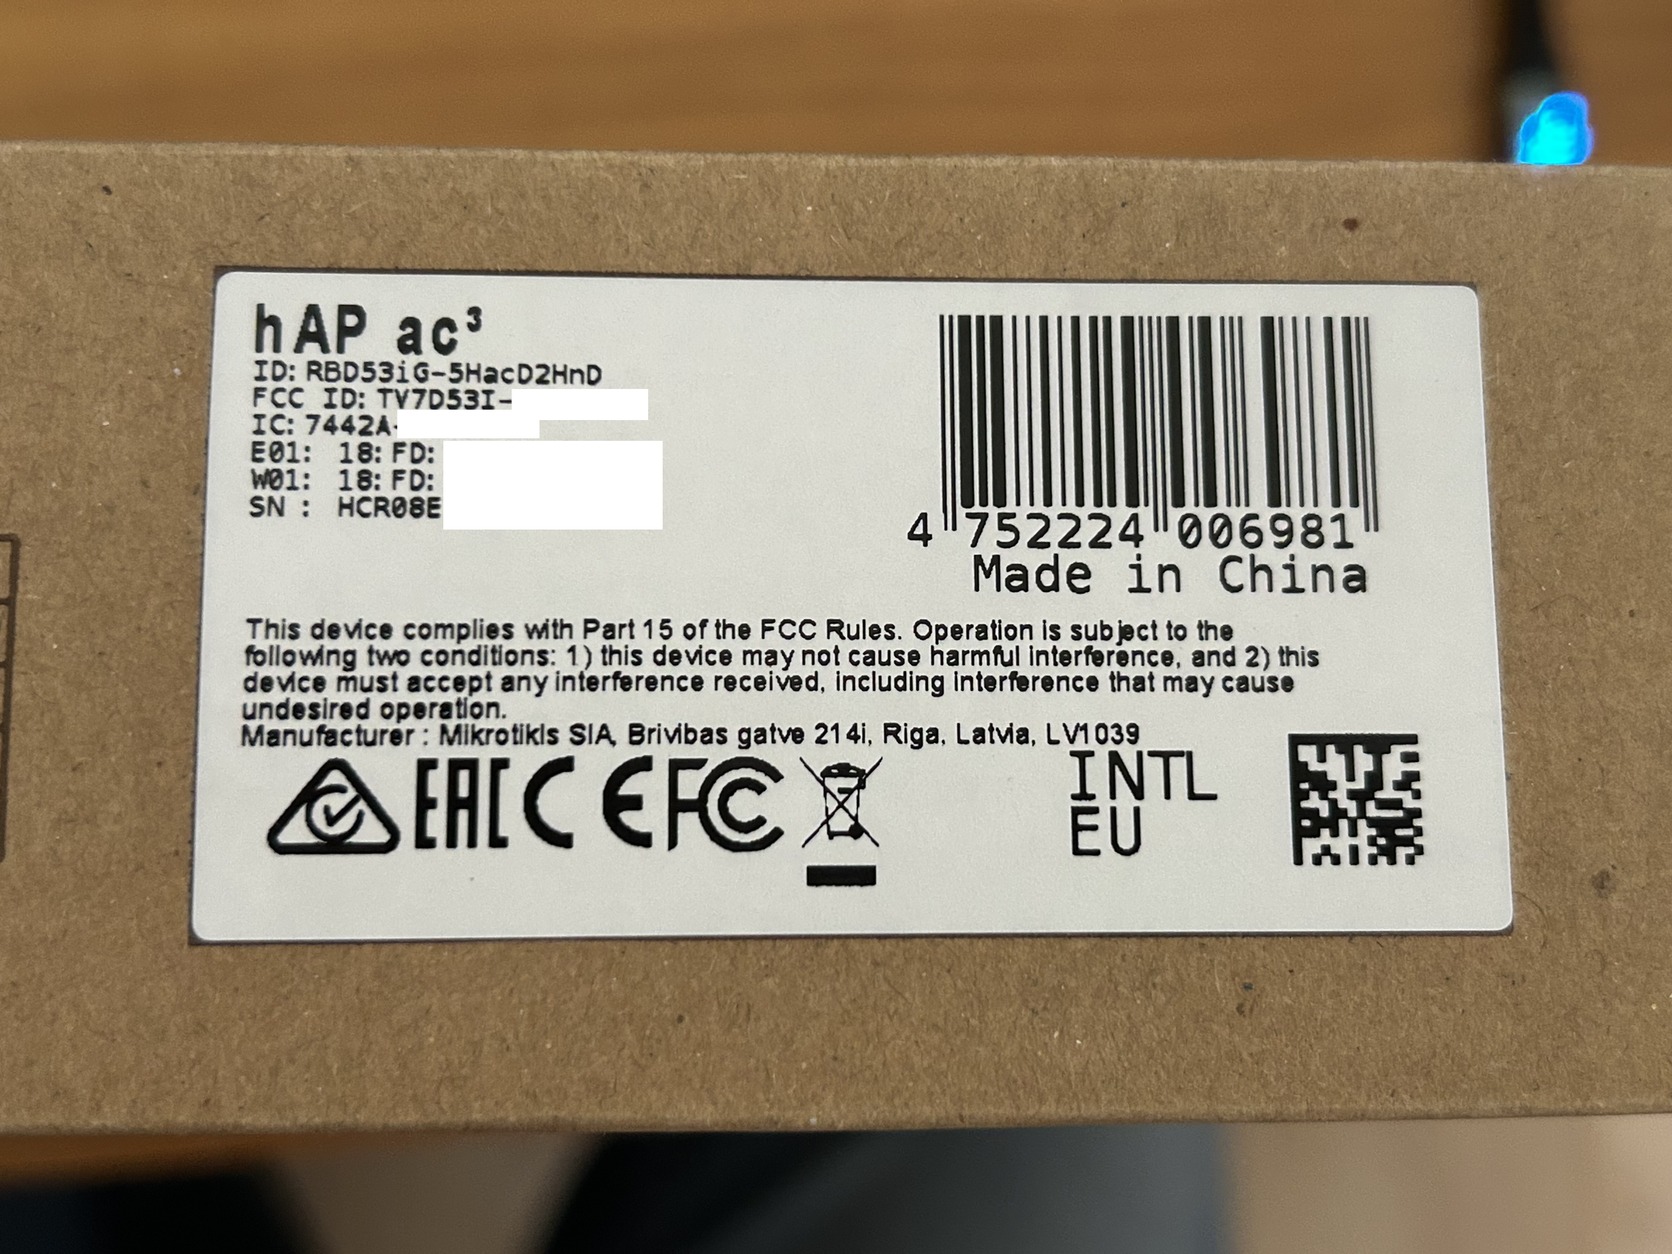 hAP ac³
ID: RBD53iG-5HacD2HnD
FCC ID: TV7D53I-
IC: 7442A-
E01: 18:FD:
W01: 18:FD:
SN : HCR08E
4 752224 006981
Made in China
This device complies with Part 15 of the FCC Rules. Operation is subject to the
following two conditions: 1) this device may not cause harmful interference, and 2) this
device must accept any interference received, including interference that may cause
undesired operation.
Manufacturer : Mikrotikls SIA, Brivibas gatve 214i, Riga, Latvia, LV1039
EAC CE FC
INTL
EU